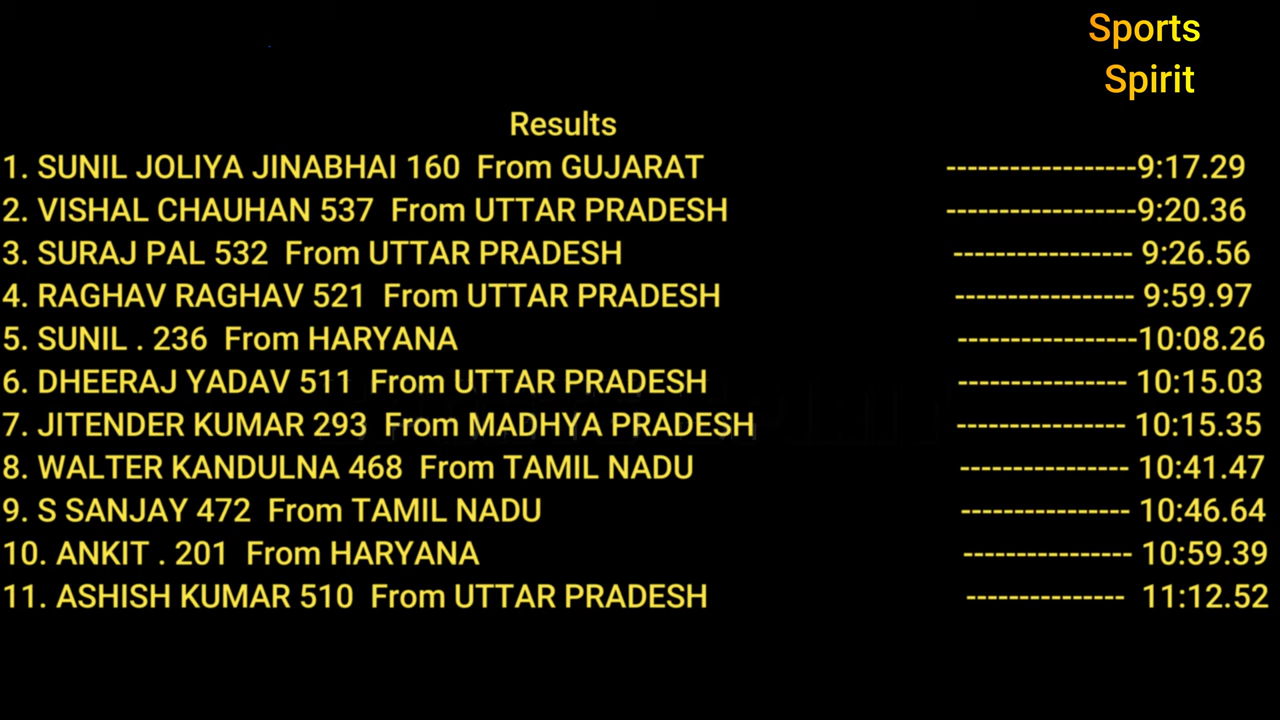 Sports
Spirit
Results
1. SUNIL JOLIYA JINABHAI 160 From GUJARAT ------------------9:17.29
2. VISHAL CHAUHAN 537 From UTTAR PRADESH ------------------9:20.36
3. SURAJ PAL 532 From UTTAR PRADESH ----------------- 9:26.56
4. RAGHAV RAGHAV 521 From UTTAR PRADESH ----------------- 9:59.97
5. SUNIL . 236 From HARYANA -----------------10:08.26
6. DHEERAJ YADAV 511 From UTTAR PRADESH ---------------- 10:15.03
7. JITENDER KUMAR 293 From MADHYA PRADESH ---------------- 10:15.35
8. WALTER KANDULNA 468 From TAMIL NADU ---------------- 10:41.47
9. S SANJAY 472 From TAMIL NADU ---------------- 10:46.64
10. ANKIT . 201 From HARYANA ---------------- 10:59.39
11. ASHISH KUMAR 510 From UTTAR PRADESH --------------- 11:12.52